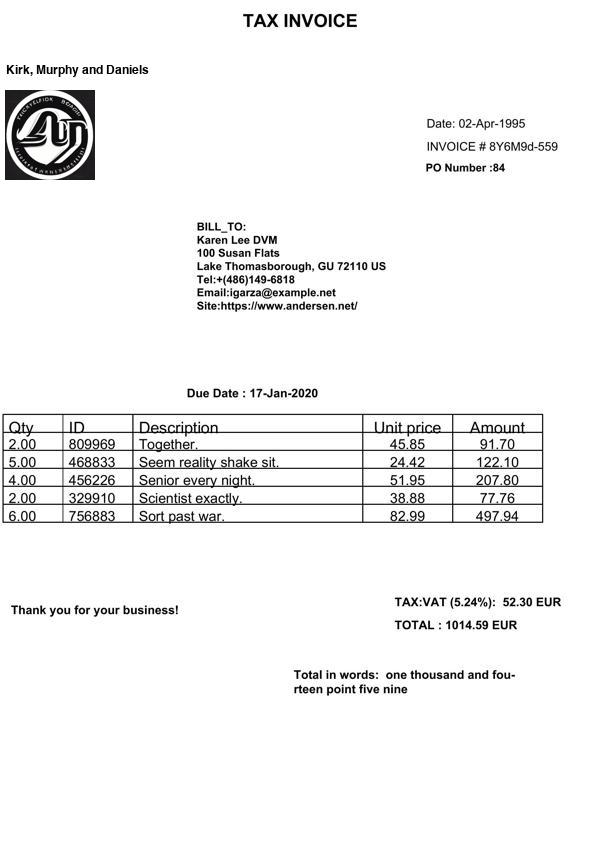 TAX INVOICE
Kirk, Murphy and Daniels
Date: 02-Apr-1995
INVOICE # 8Y6M9d-559
PO Number :84
BILL_TO:
Karen Lee DVM
100 Susan Flats
Lake Thomasborough, GU 72110 US
Tel:+(486)149-6818
Email:igarza@example.net
Site:https://www.andersen.net/
Due Date : 17-Jan-2020
Qty ID Description Unit price Amount
2.00 809969 Together. 45.85 91.70
5.00 468833 Seem reality shake sit. 24.42 122.10
4.00 456226 Senior every night. 51.95 207.80
2.00 329910 Scientist exactly. 38.88 77.76
6.00 756883 Sort past war. 82.99 497.94
TAX:VAT (5.24%): 52.30 EUR
Thank you for your business!
TOTAL : 1014.59 EUR
Total in words: one thousand and fou-
rteen point five nine